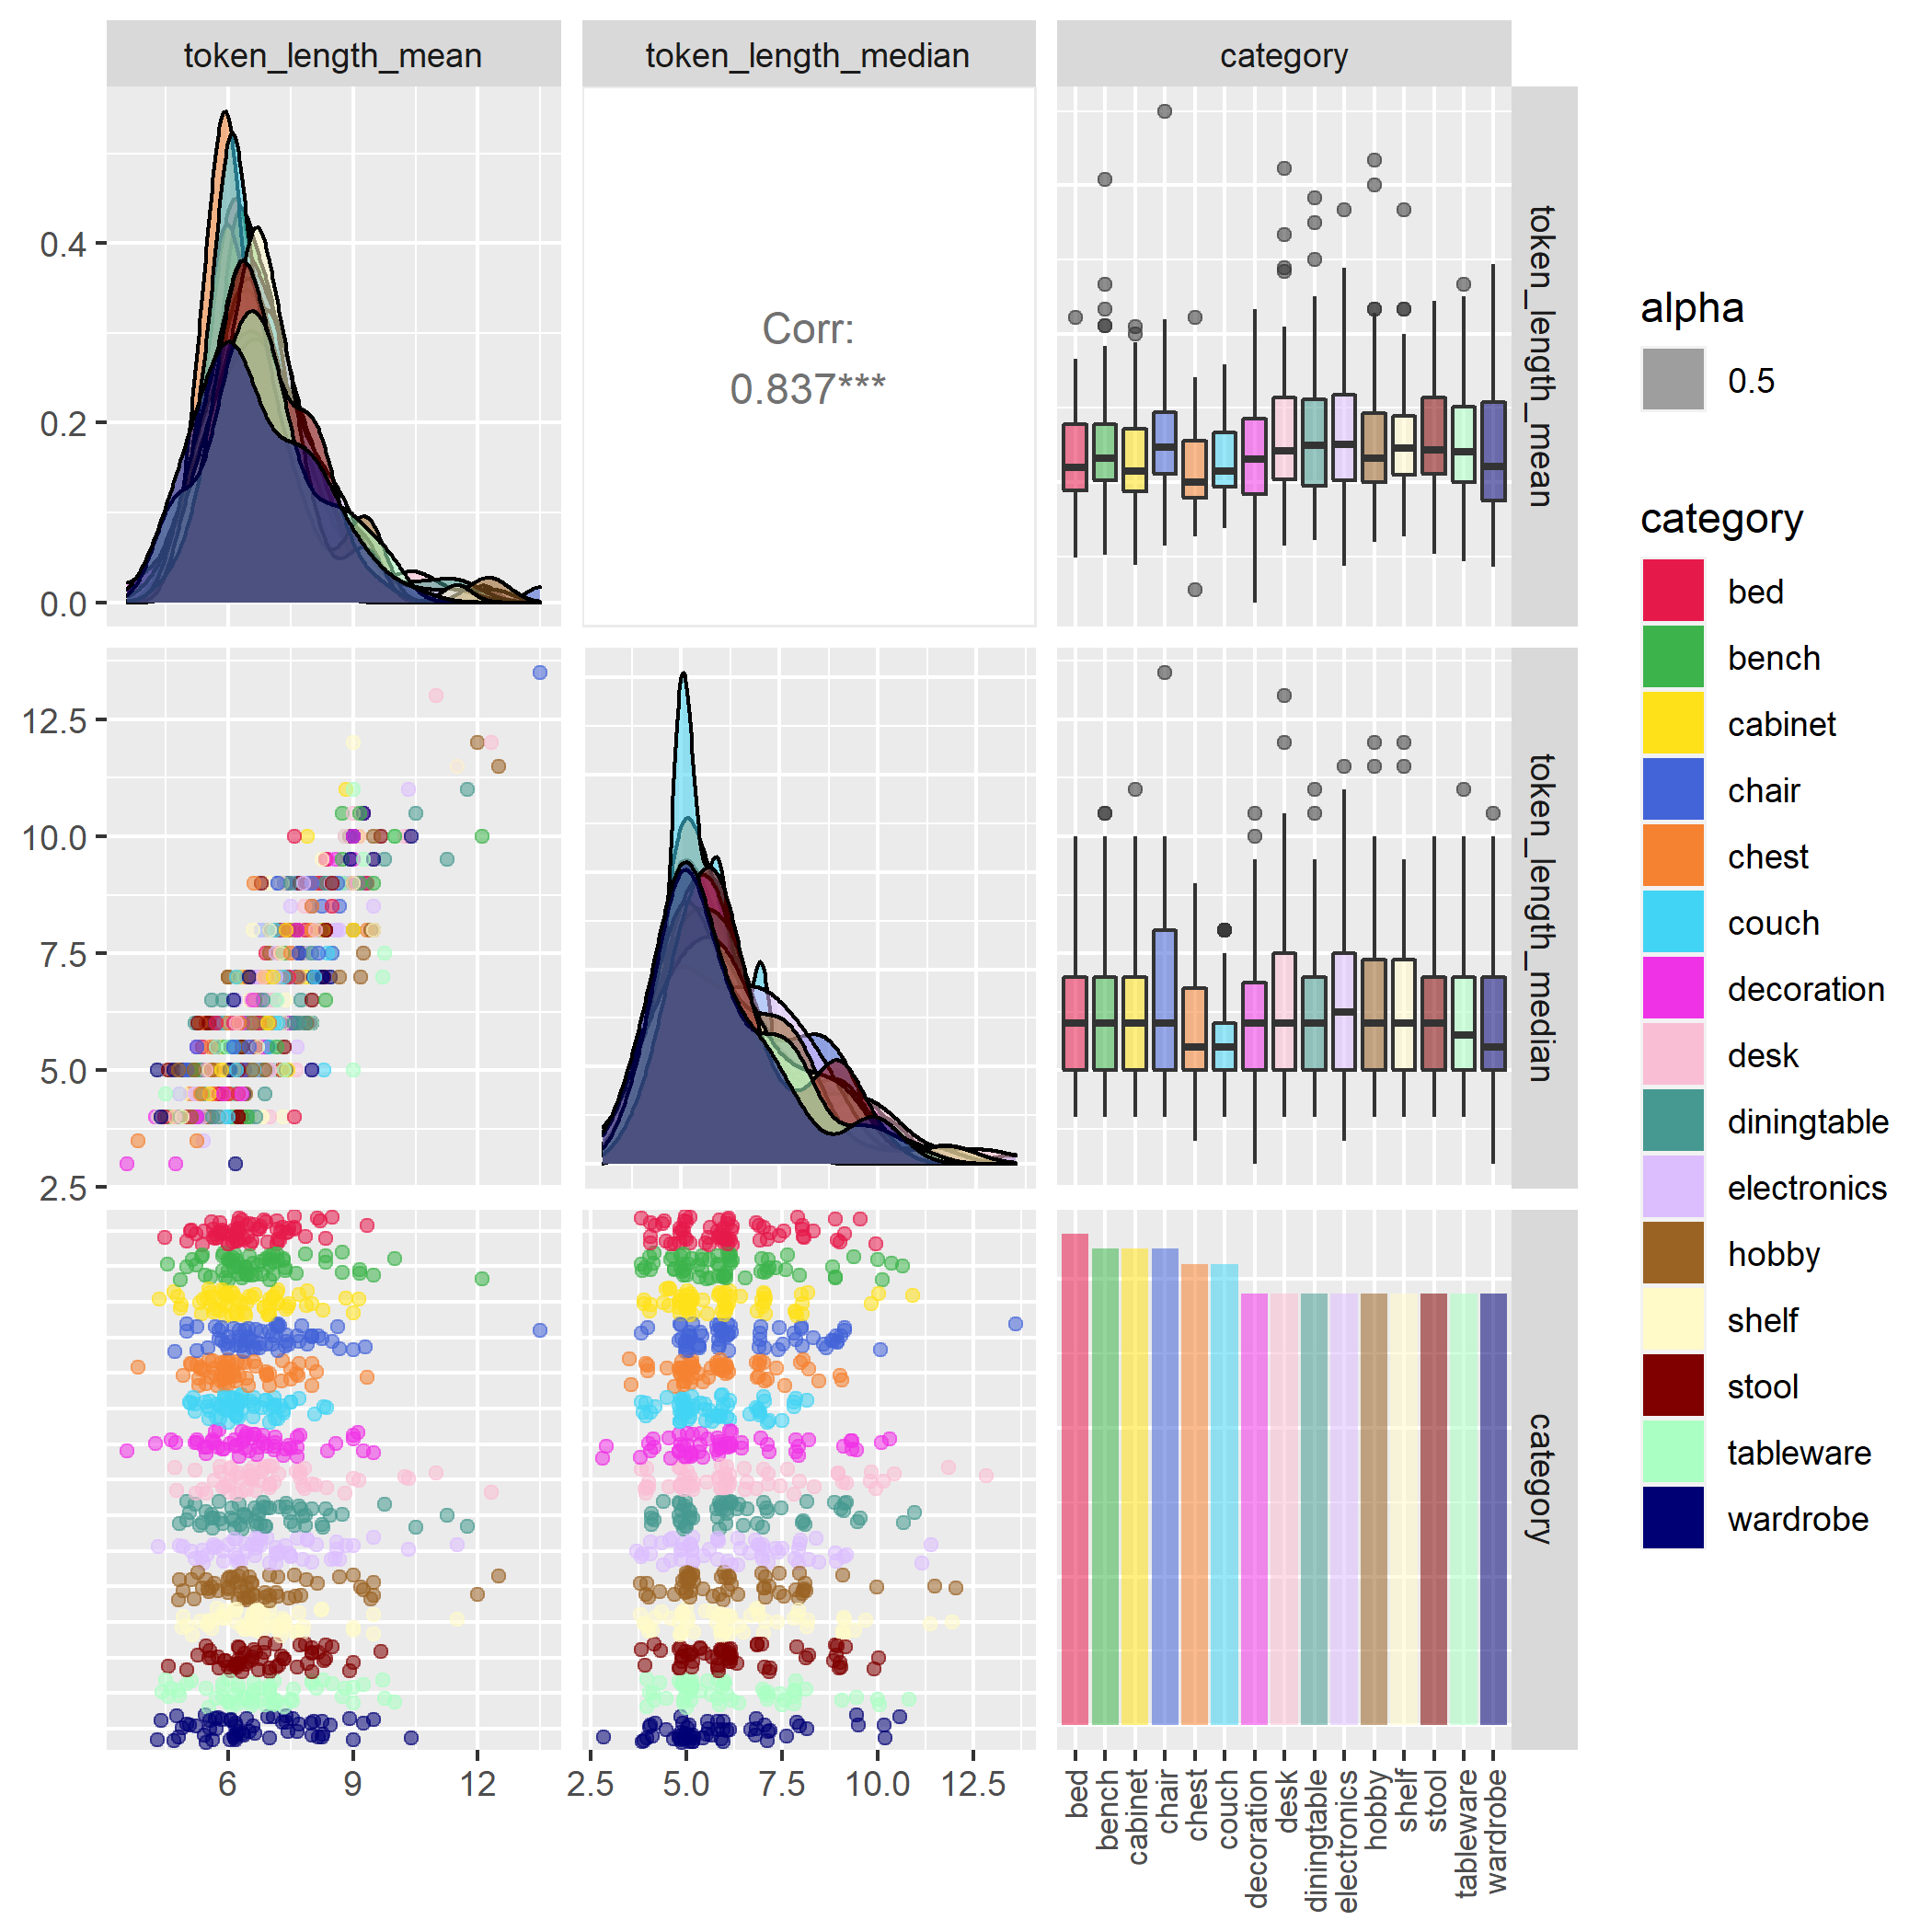 token_length_mean
token_length_median
category
0.4
0.2
0.0
Corr:
0.837***
token_length_mean
12.5
10.0
7.5
5.0
2.5
token_length_median
category
6
9
12
2.5
5.0
7.5
10.0
12.5
bed
bench
cabinet
chair
chest
couch
decoration
desk
diningtable
electronics
hobby
shelf
stool
tableware
wardrobe
alpha
0.5
category
bed
bench
cabinet
chair
chest
couch
decoration
desk
diningtable
electronics
hobby
shelf
stool
tableware
wardrobe